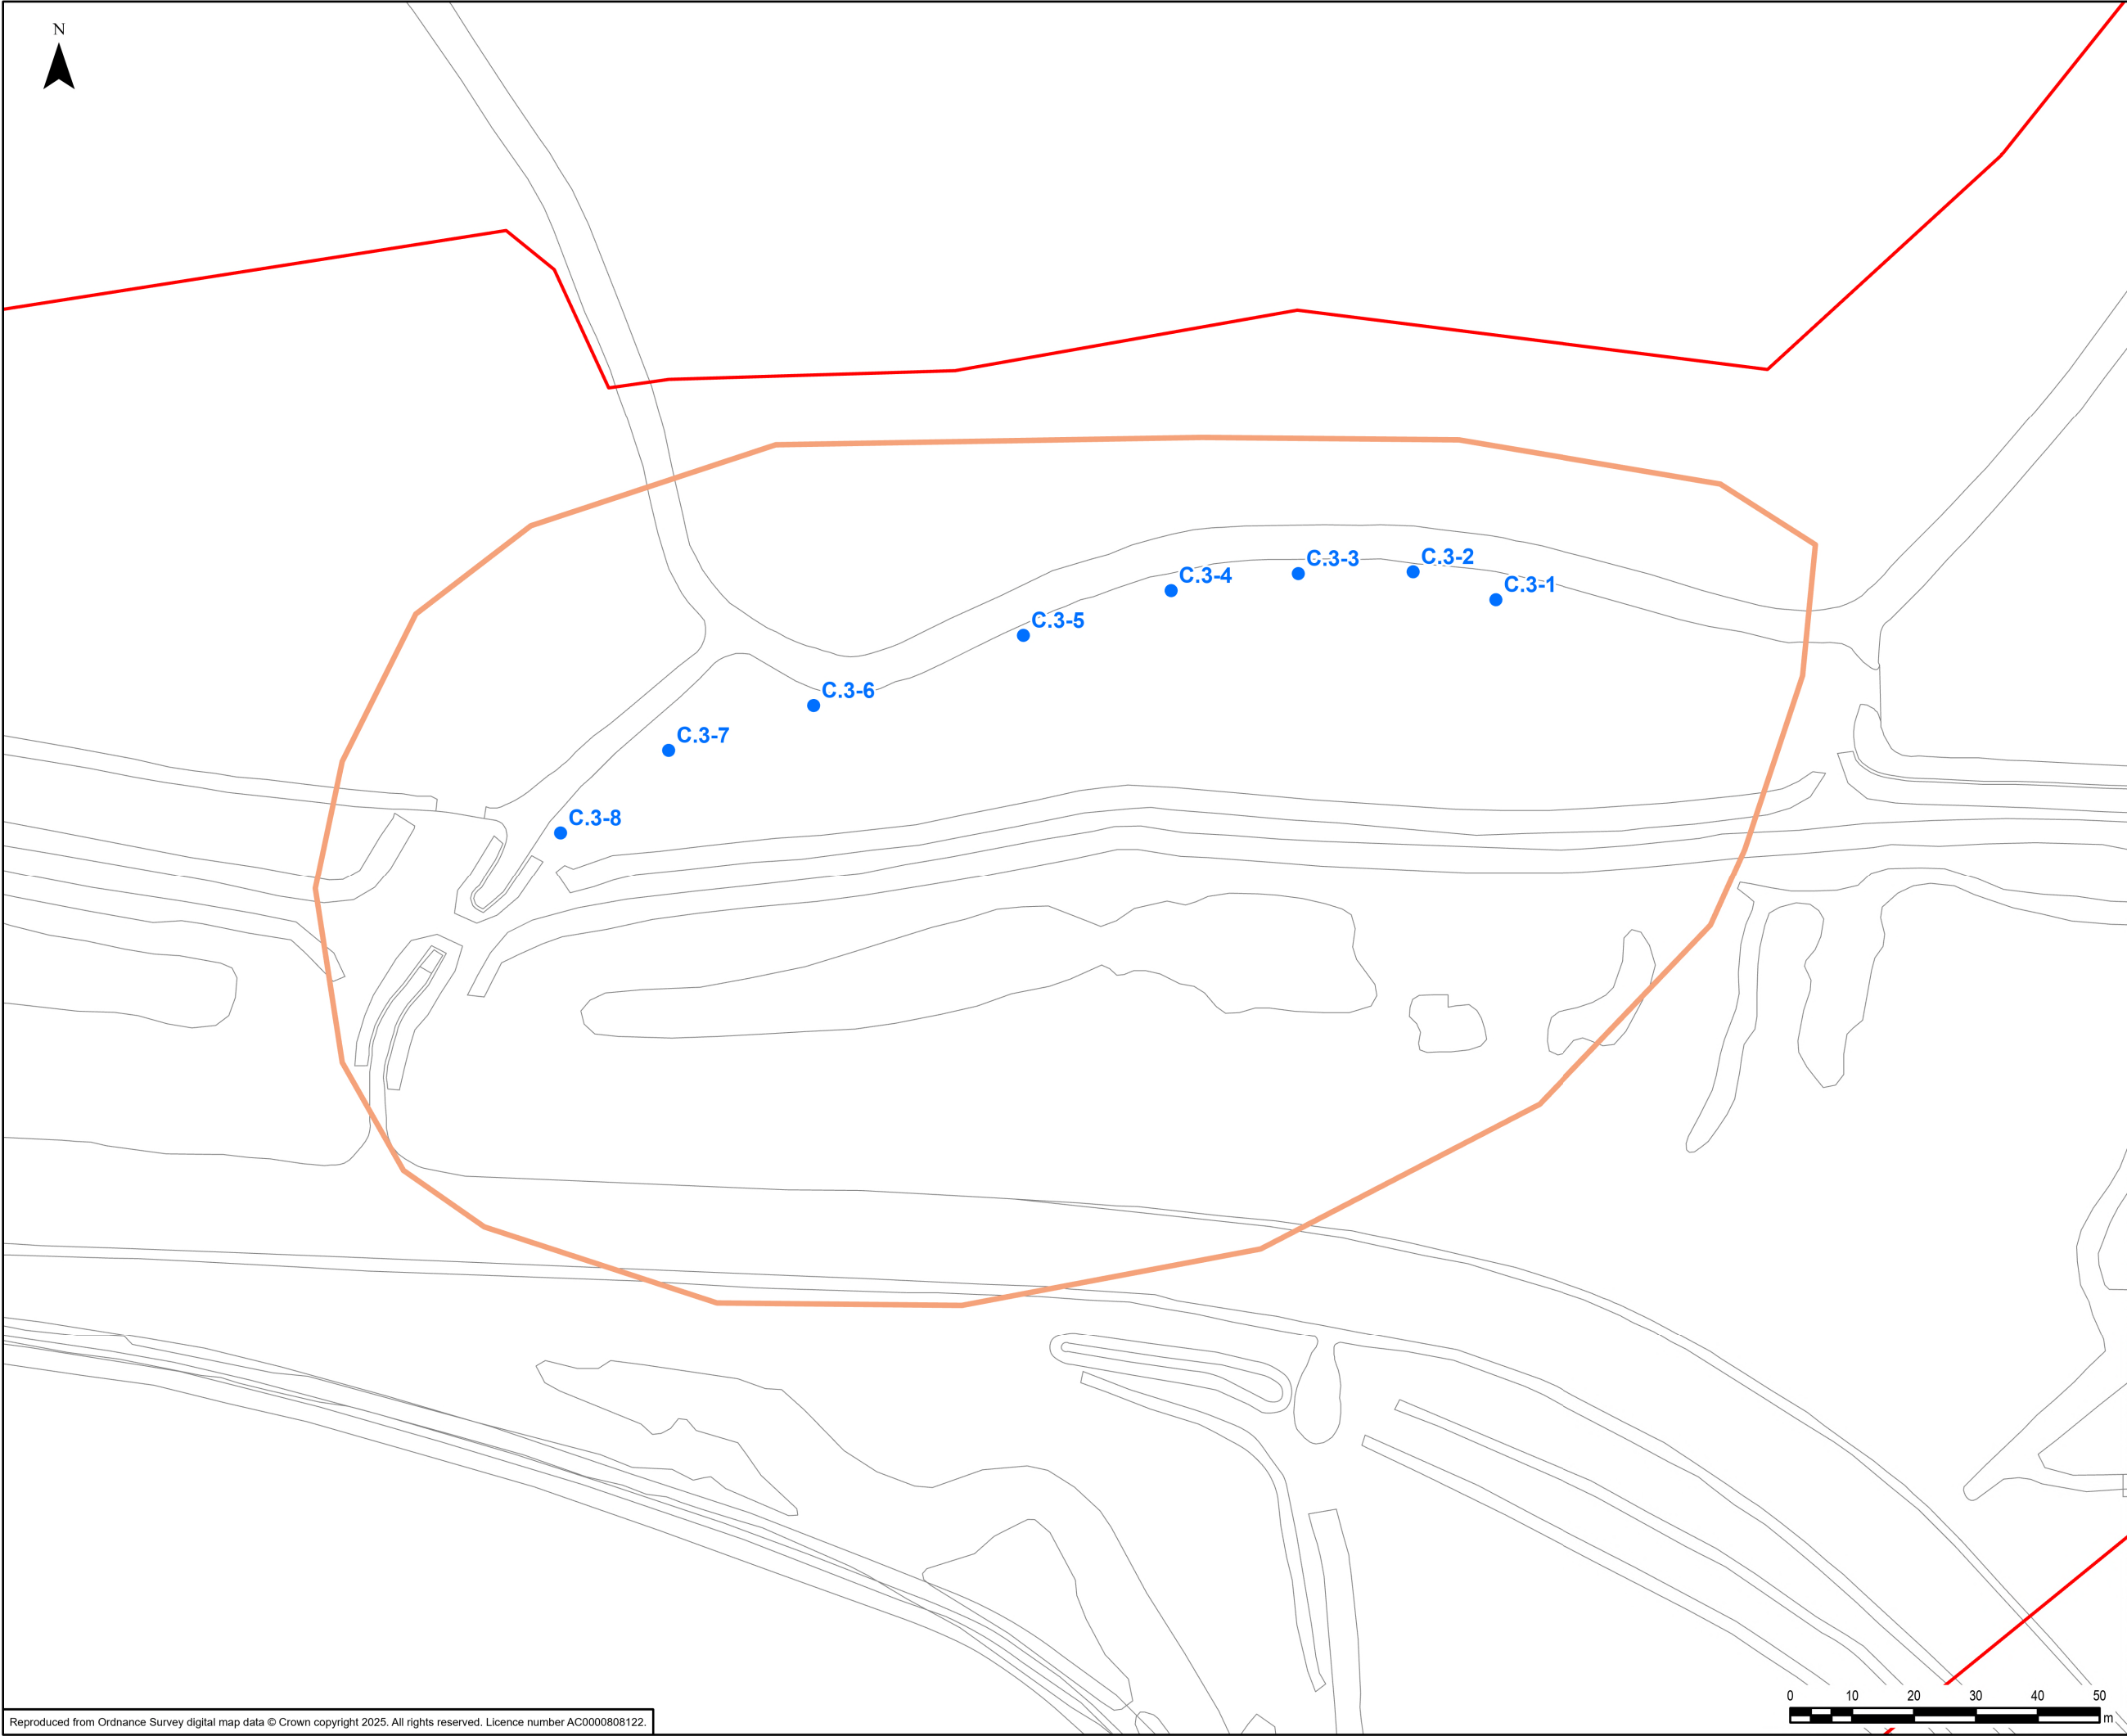 N
C.3-3
C.3-2
C.3-4
C.3-1
C.3-5
C.3-6
C.3-7
C.3-8
0 10 20 30 40 50
m
Reproduced from Ordnance Survey digital map data © Crown copyright 2025. All rights reserved. Licence number AC0000808122.